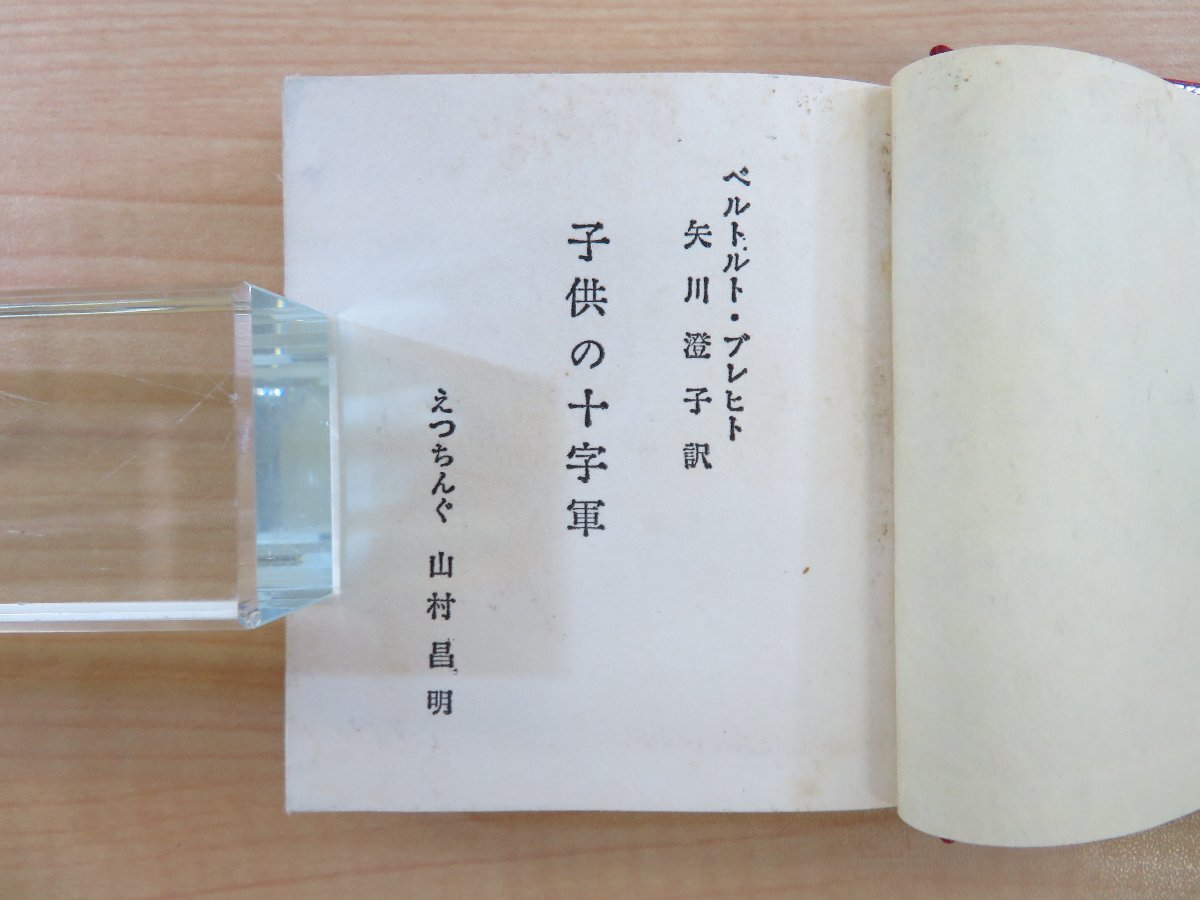 ベルトルト・ブレヒト
矢川澄子訳
子供の十字軍
えつちんぐ 山村昌明